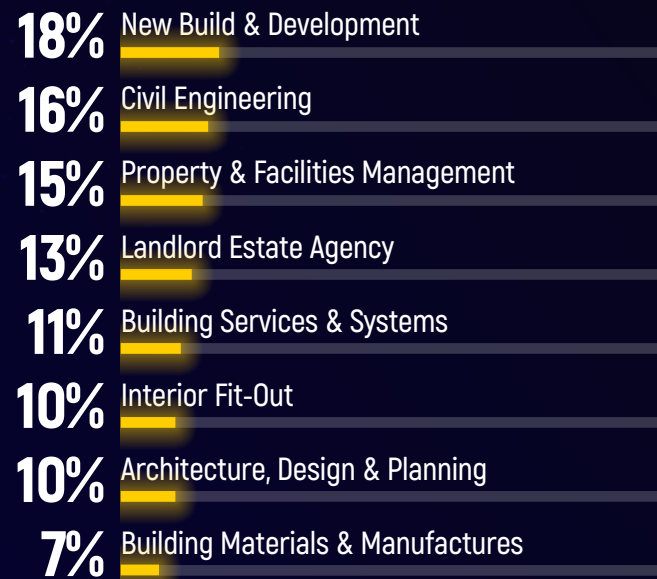 18% New Build & Development
16% Civil Engineering
15% Property & Facilities Management
13% Landlord Estate Agency
11% Building Services & Systems
10% Interior Fit-Out
10% Architecture, Design & Planning
7% Building Materials & Manufactures